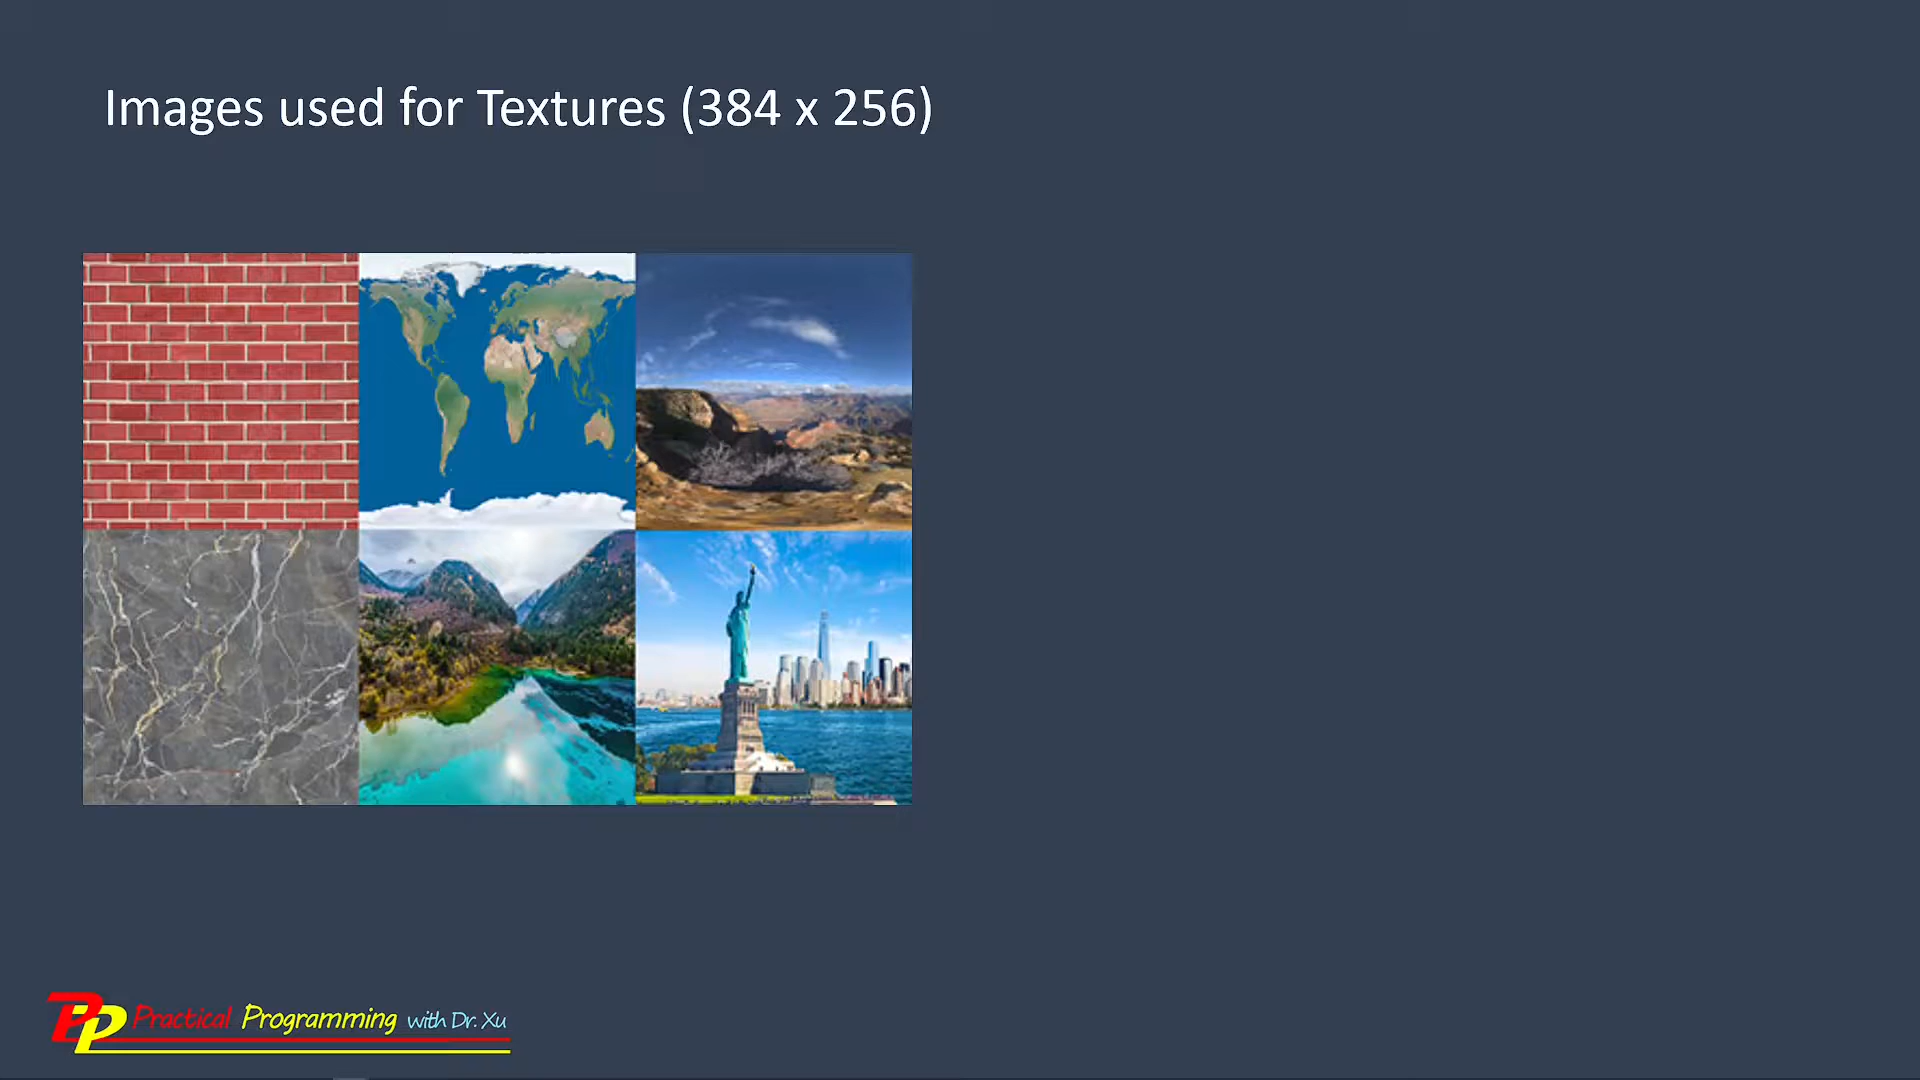 Images used for Textures (384 x 256)
PP Practical Programming with Dr. Xu